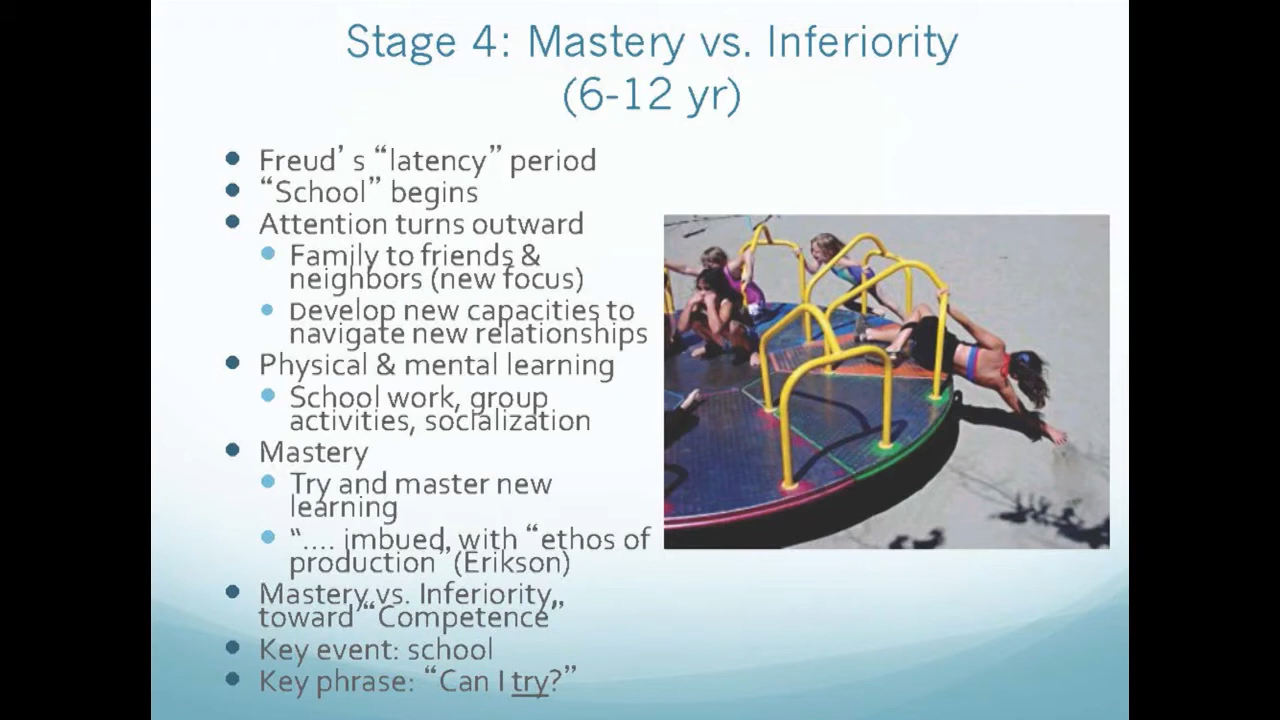 Stage 4: Mastery vs. Inferiority
(6-12 yr)
Freud’s “latency” period
“School” begins
Attention turns outward
Family to friends &
neighbors (new focus)
Develop new capacities to
navigate new relationships
Physical & mental learning
School work, group
activities, socialization
Mastery
Try and master new
learning
“.... imbued, with “ethos of
production” (Erikson)
Mastery vs. Inferiority,
toward “Competence”
Key event: school
Key phrase: “Can I try?”